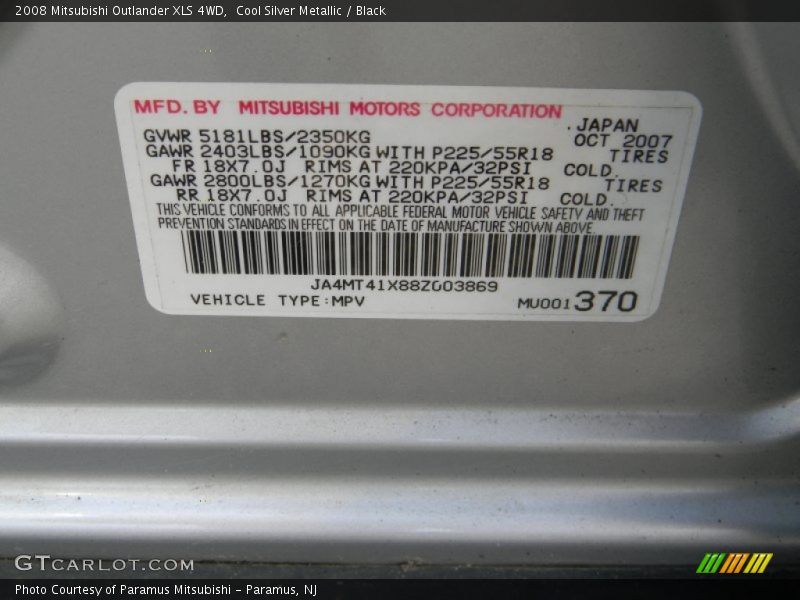 2008 Mitsubishi Outlander XLS 4WD,  Cool Silver Metallic / Black
MFD. BY MITSUBISHI MOTORS CORPORATION
.JAPAN
GVWR 5181LBS/2350KG OCT 2007
GAWR 2403LBS/1090KG WITH P225/55R18 TIRES
FR 18X7.0J RIMS AT 220KPA/32PSI COLD.
GAWR 2800LBS/1270KG WITH P225/55R18 TIRES
RR 18X7.0J RIMS AT 220KPA/32PSI COLD.
THIS VEHICLE CONFORMS TO ALL APPLICABLE FEDERAL MOTOR VEHICLE SAFETY AND THEFT
PREVENTION STANDARDS IN EFFECT ON THE DATE OF MANUFACTURE SHOWN ABOVE.
JA4MT41X88Z003869
VEHICLE TYPE:MPV MU001370
GTCARLOT.COM
Photo Courtesy of Paramus Mitsubishi - Paramus, NJ